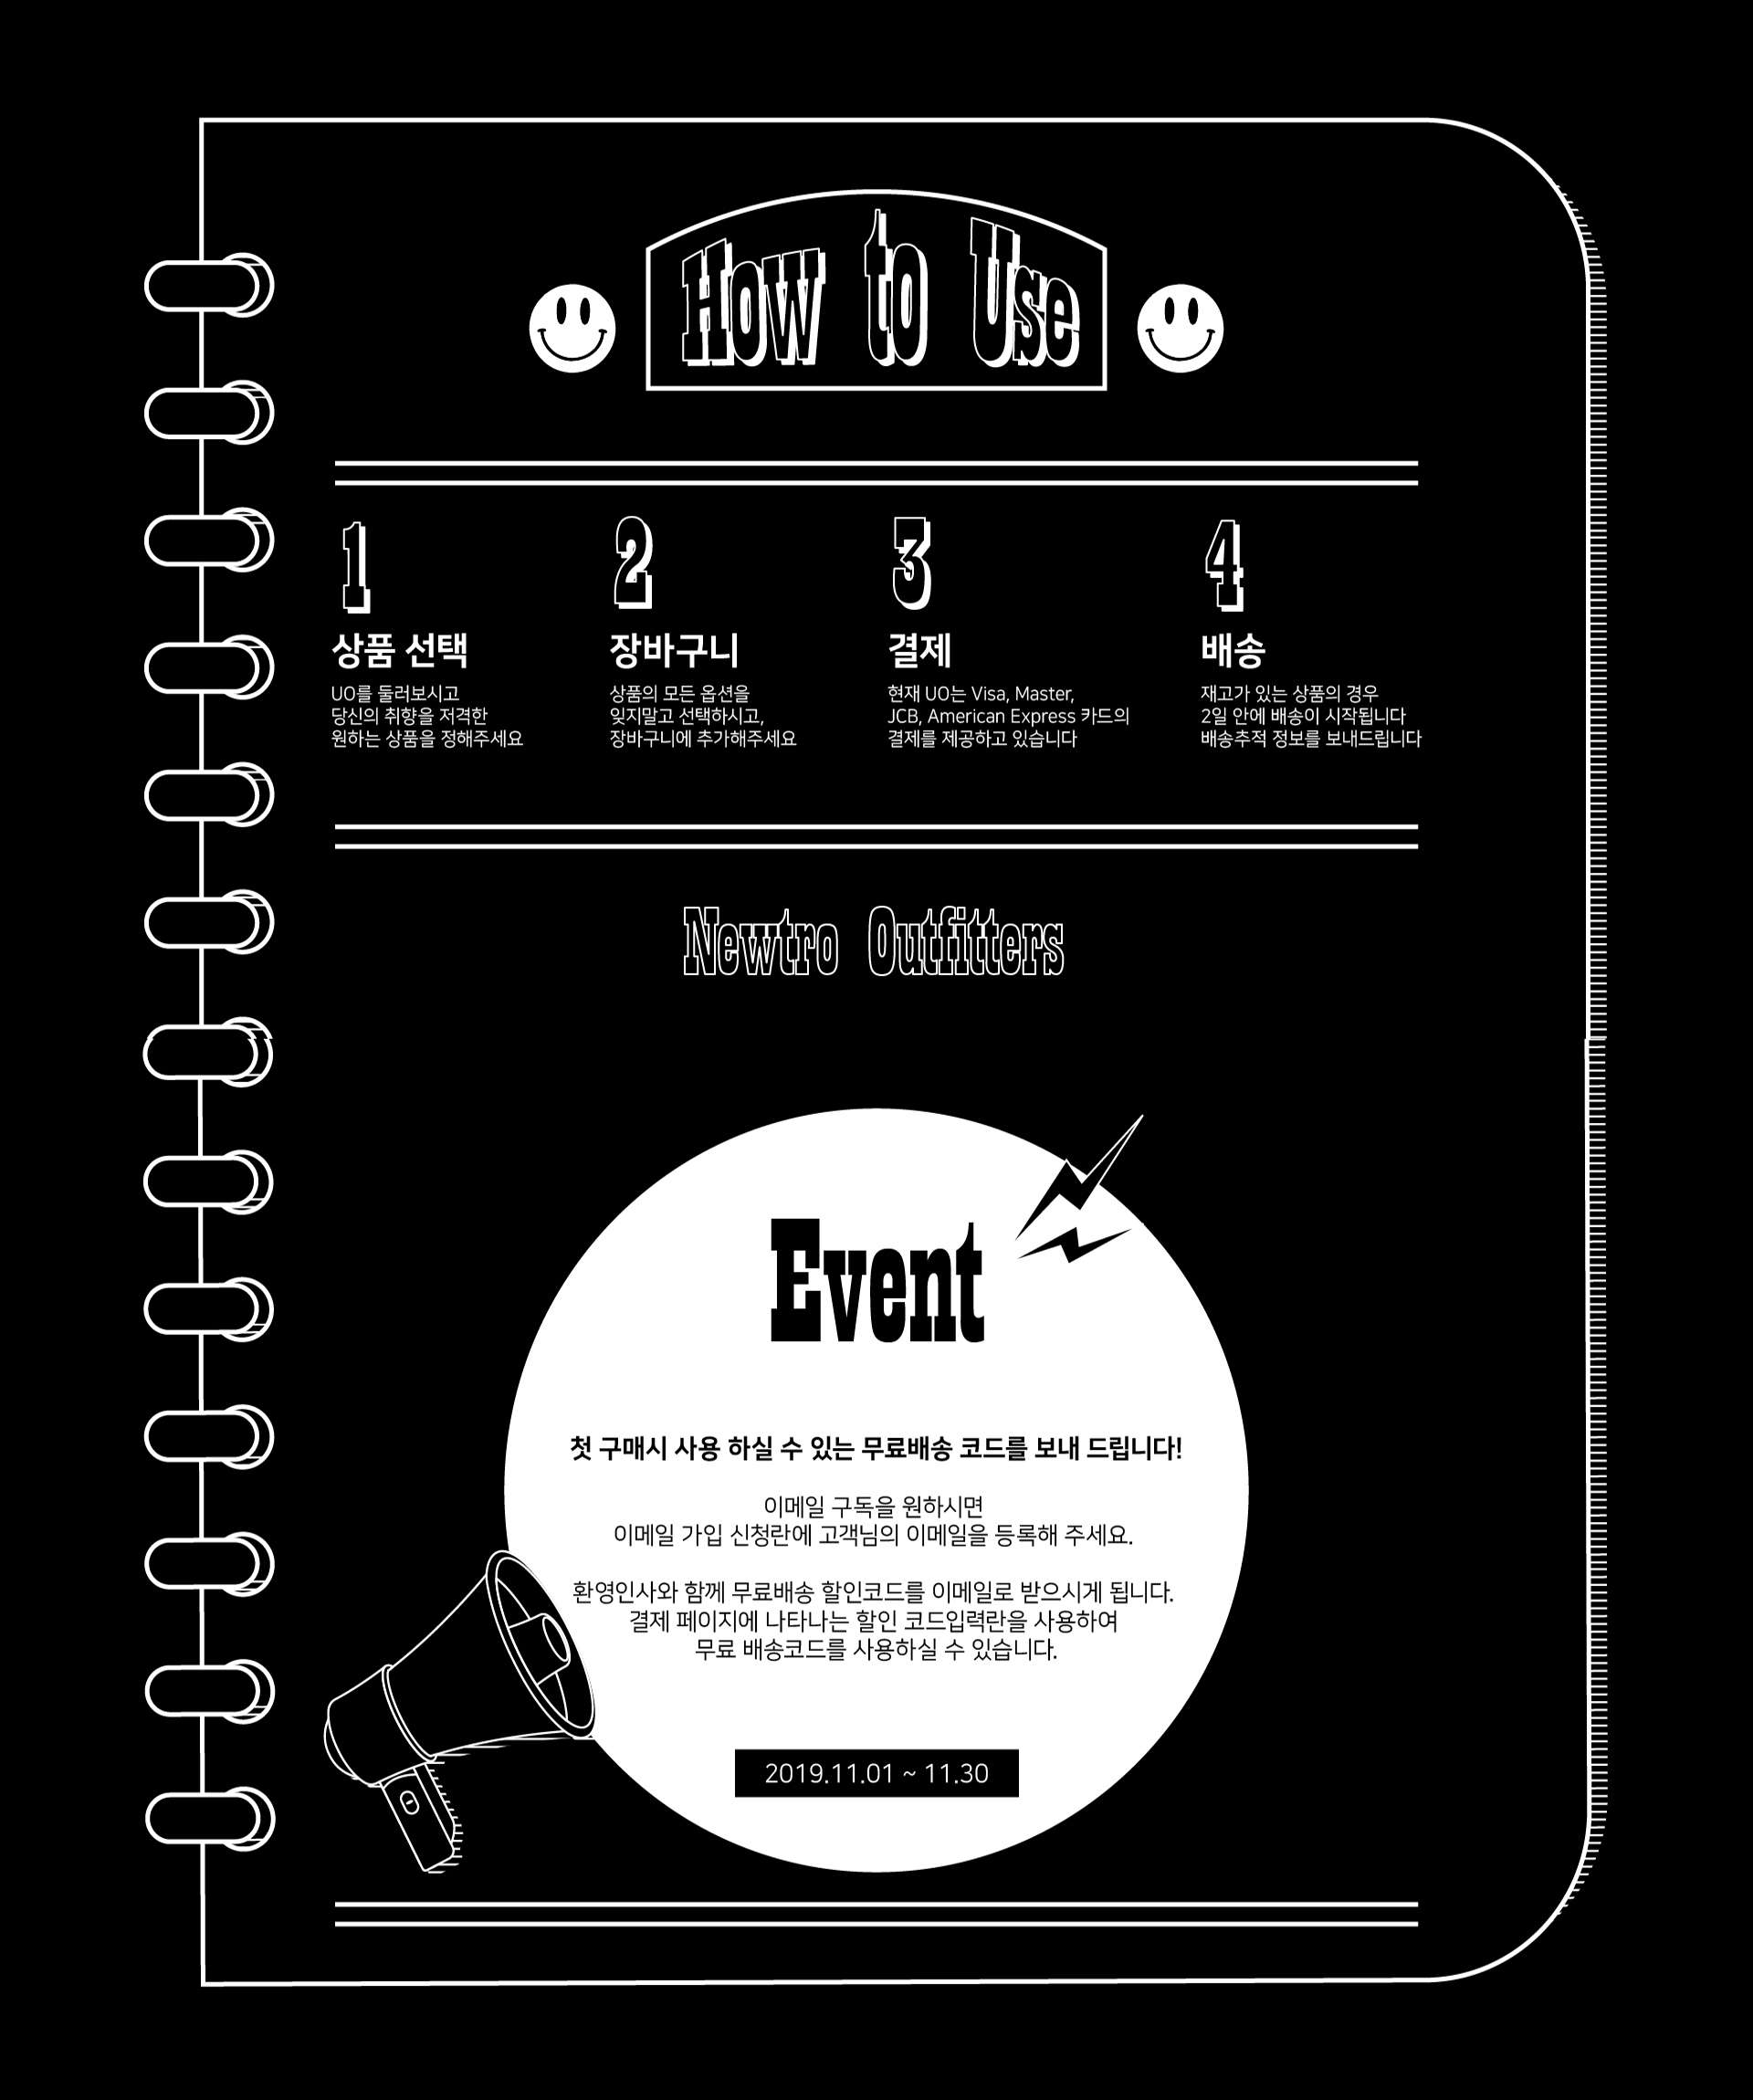 How to Use
1
상품 선택
UO를 둘러보시고
당신의 취향을 저격한
원하는 상품을 정해주세요
2
장바구니
상품의 모든 옵션을
잊지말고 선택하시고,
장바구니에 추가해주세요
3
결제
현재 UO는 Visa, Master,
JCB, American Express 카드의
결제를 제공하고 있습니다
4
배송
재고가 있는 상품의 경우
2일 안에 배송이 시작됩니다
배송추적 정보를 보내드립니다
Newtro Outfitters
Event
첫 구매시 사용 하실 수 있는 무료배송 코드를 보내 드립니다!
이메일 구독을 원하시면
이메일 가입 신청란에 고객님의 이메일을 등록해 주세요.
환영인사와 함께 무료배송 할인코드를 이메일로 받으시게 됩니다.
결제 페이지에 나타나는 할인 코드입력란을 사용하여
무료 배송코드를 사용하실 수 있습니다.
2019.11.01 ~ 11.30